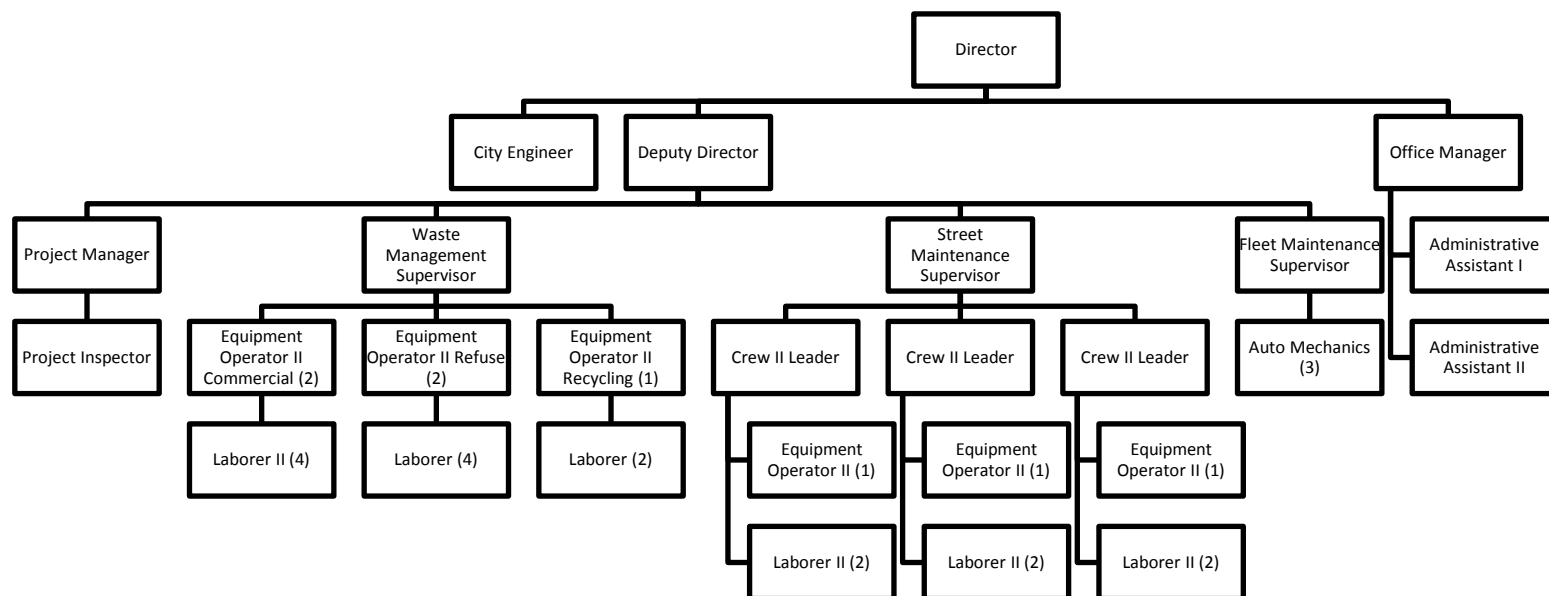 Director
City Engineer
Deputy Director
Office Manager
Project Manager
Waste
Management
Supervisor
Street
Maintenance
Supervisor
Fleet Maintenance
Supervisor
Administrative
Assistant I
Project Inspector
Equipment
Operator II
Commercial (2)
Equipment
Operator II Refuse
(2)
Equipment
Operator II
Recycling (1)
Crew II Leader
Crew II Leader
Crew II Leader
Auto Mechanics
(3)
Administrative
Assistant II
Laborer II (4)
Laborer (4)
Laborer (2)
Equipment
Operator II (1)
Equipment
Operator II (1)
Equipment
Operator II (1)
Laborer II (2)
Laborer II (2)
Laborer II (2)